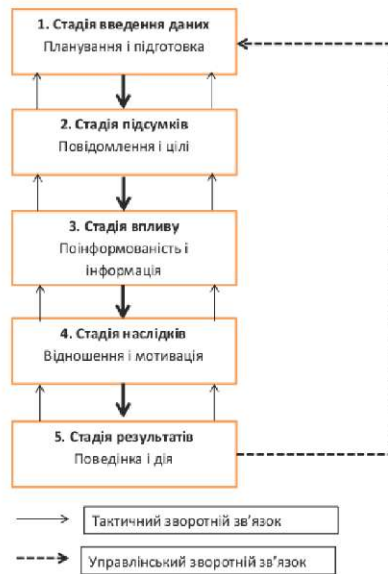 1. Стадія введення даних
Планування і підготовка
2. Стадія підсумків
Повідомлення і цілі
3. Стадія впливу
Поінформованість і
інформація
4. Стадія наслідків
Відношення і мотивація
5. Стадія результатів
Поведінка і дія
Тактичний зворотній зв'язок
Управлінський зворотній зв'язок